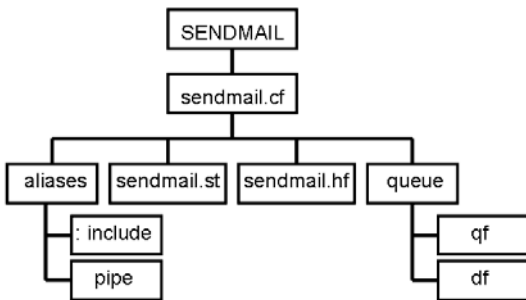 SENDMAIL
sendmail.cf
aliases sendmail.st sendmail.hf queue
: include qf
pipe df